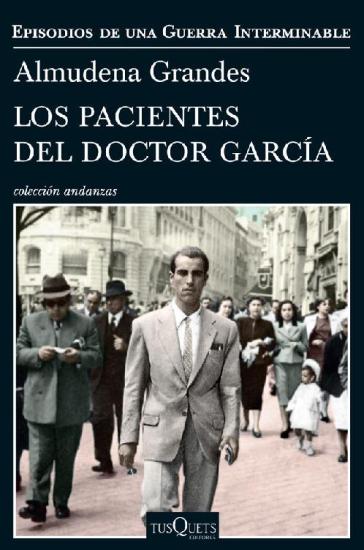 EPISODIOS DE UNA GUERRA INTERMINABLE
Almudena Grandes
LOS PACIENTES
DEL DOCTOR GARCÍA
colección andanzas
TUSQUETS
EDITORES